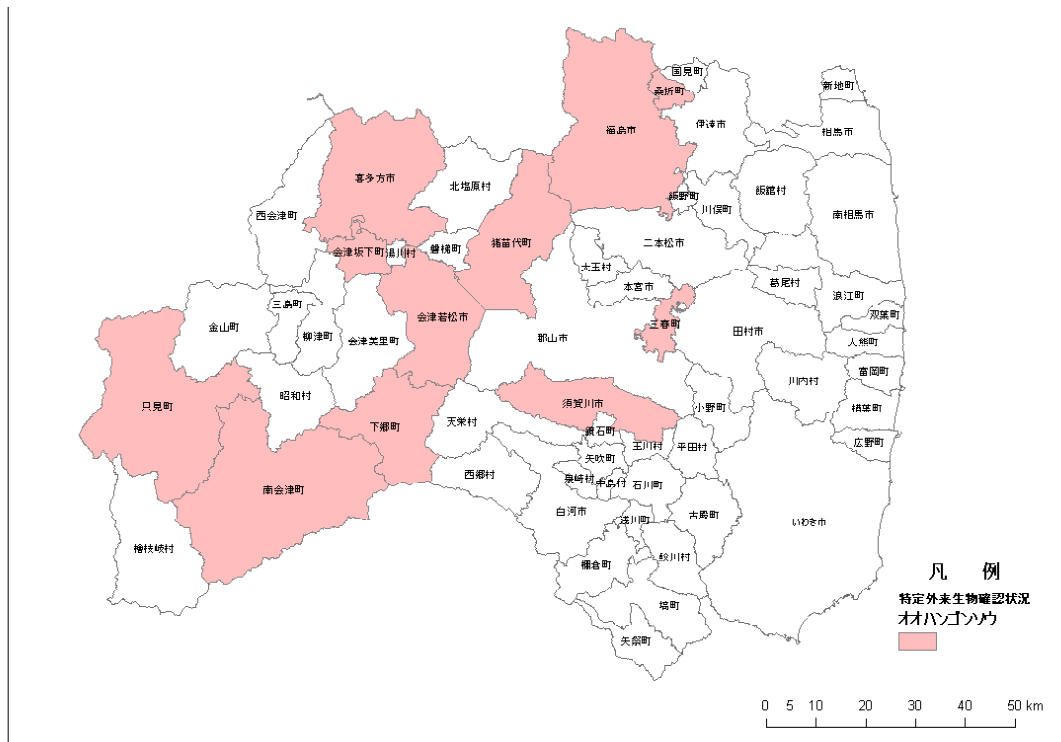 国見町
桑折町
新地町
福島市
伊達市
相馬市
喜多方市
北塩原村
飯舘村
飯野町
川俣町
南相馬市
西会津町
猪苗代町
二本松市
会津坂下町
湯川村
磐梯町
大玉村
本宮市
葛尾村
浪江町
三島町
双葉町
金山町
会津若松市
三春町
柳津町
会津美里町
郡山市
田村市
大熊町
富岡町
川内村
昭和村
只見町
須賀川市
小野町
楢葉町
下郷町
天栄村
鏡石町
玉川村
平田村
広野町
矢吹町
西郷村
泉崎村
中島村
石川町
南会津町
白河市
浅川町
古殿町
いわき市
檜枝岐村
鮫川村
棚倉町
塙町
矢祭町
凡 例
特定外来生物確認状況
オオハンゴンソウ
0 5 10 20 30 40 50 km